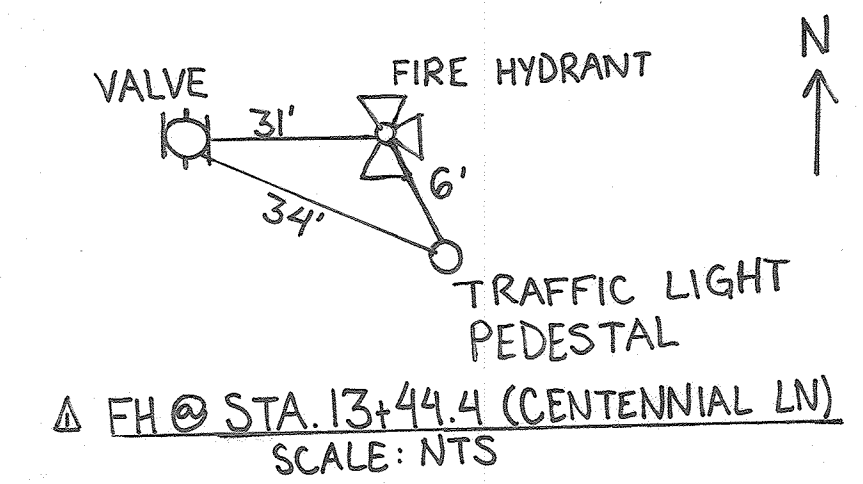 N
FIRE HYDRANT
VALVE
31'
6'
34'
TRAFFIC LIGHT
PEDESTAL
1 FH @ STA. 13+44.4 (CENTENNIAL LN)
SCALE: NTS